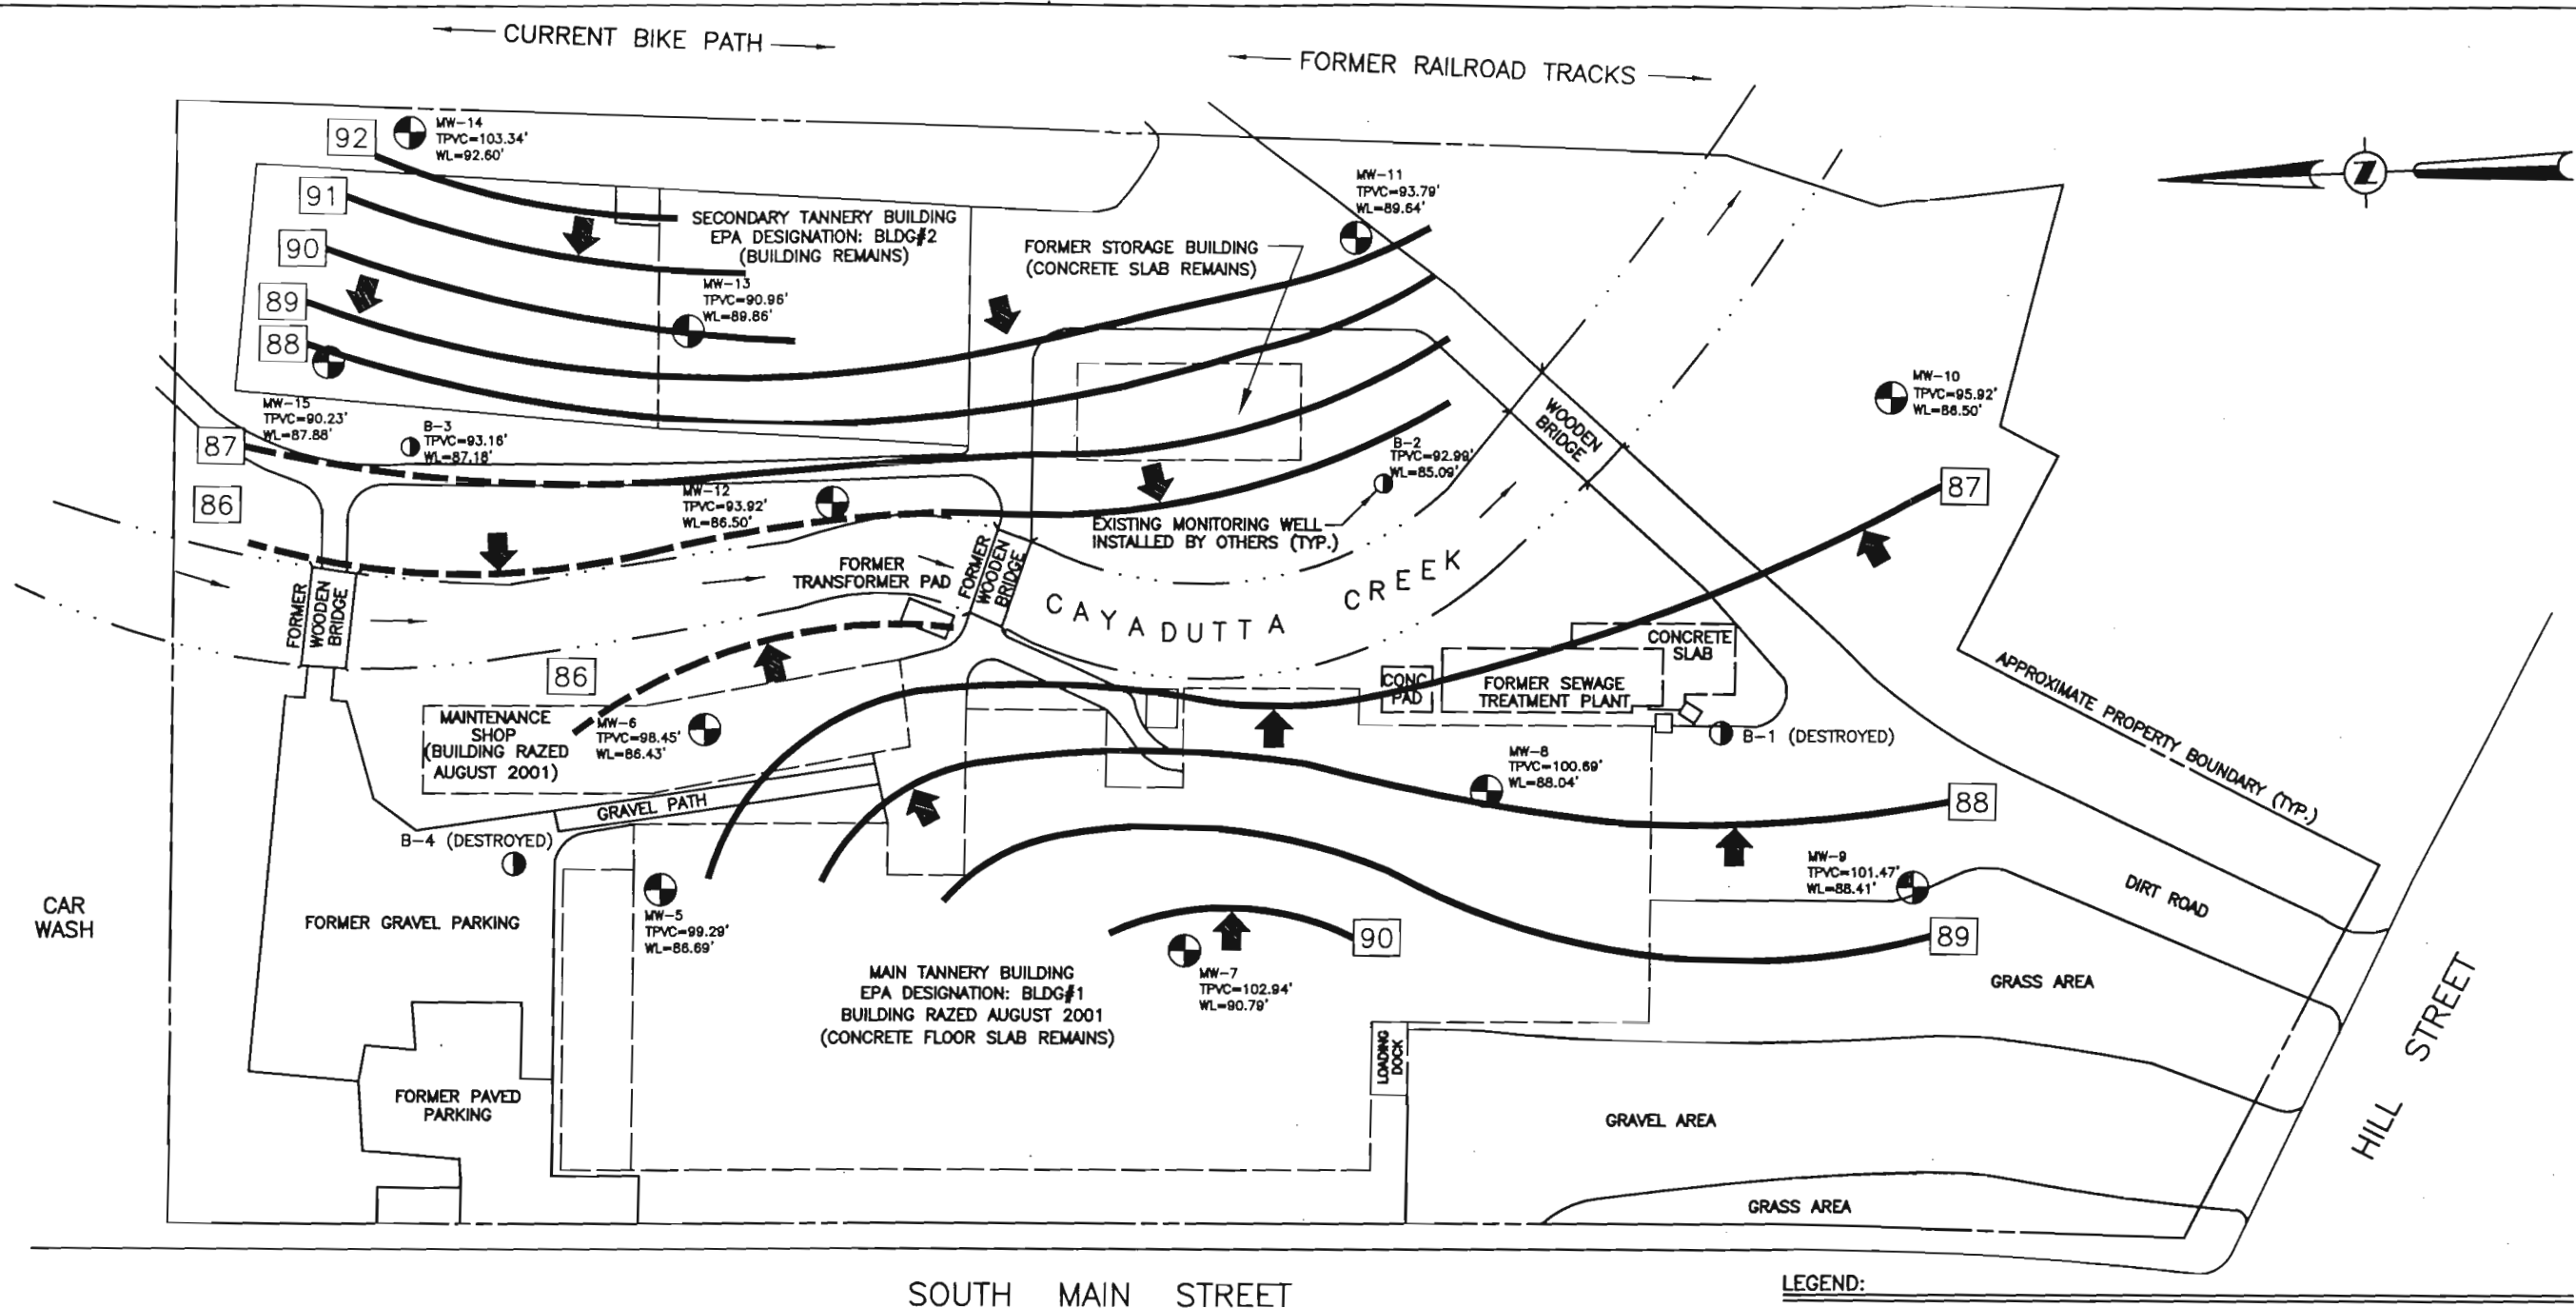 CURRENT BIKE PATH
FORMER RAILROAD TRACKS
92
MW-14
TPVC=103.34'
WL=92.60'
91
90
89
88
SECONDARY TANNERY BUILDING
EPA DESIGNATION: BLDG#2
(BUILDING REMAINS)
MW-13
TPVC=90.96'
WL=89.86'
FORMER STORAGE BUILDING
(CONCRETE SLAB REMAINS)
MW-11
TPVC=93.79'
WL=89.64'
Z
MW-10
TPVC=95.92'
WL=86.50'
MW-15
TPVC=90.23'
WL=87.88'
B-3
TPVC=93.16'
WL=87.18'
87
86
MW-12
TPVC=93.92'
WL=86.50'
WOODEN
BRIDGE
B-2
TPVC=92.99'
WL=85.09'
EXISTING MONITORING WELL
INSTALLED BY OTHERS (TYP.)
87
FORMER
WOODEN
BRIDGE
FORMER
TRANSFORMER PAD
FORMER
WOODEN
BRIDGE
CAYADUTTA CREEK
86
MAINTENANCE
SHOP
(BUILDING RAZED
AUGUST 2001)
MW-6
TPVC=98.45'
WL=86.43'
CONC
PAD
FORMER SEWAGE
TREATMENT PLANT
CONCRETE
SLAB
B-1 (DESTROYED)
APPROXIMATE PROPERTY BOUNDARY (TYP.)
GRAVEL PATH
B-4 (DESTROYED)
MW-8
TPVC=100.69'
WL=88.04'
88
MW-9
TPVC=101.47'
WL=88.41'
DIRT ROAD
CAR
WASH
FORMER GRAVEL PARKING
MW-5
TPVC=99.29'
WL=86.69'
90
89
MW-7
TPVC=102.94'
WL=90.79'
MAIN TANNERY BUILDING
EPA DESIGNATION: BLDG#1
BUILDING RAZED AUGUST 2001
(CONCRETE FLOOR SLAB REMAINS)
GRASS AREA
HILL STREET
LOADING
DOCK
FORMER PAVED
PARKING
GRAVEL AREA
GRASS AREA
SOUTH MAIN STREET
LEGEND: